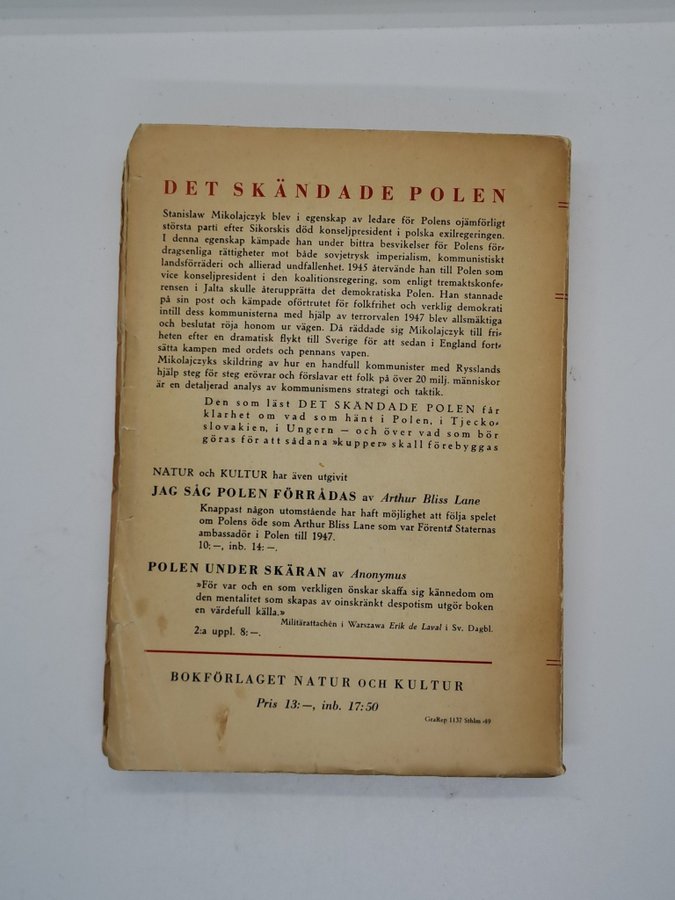 DET SKÄNDADE POLEN
Stanislaw Mikolajczyk blev i egenskap av ledare för Polens ojämförligt
största parti efter Sikorskis död konseljpresident i polska exilregeringen.
I denna egenskap kämpade han under bittra besvikelser för Polens för-
dragsenliga rättigheter mot både sovjetrysk imperialism, kommunistiskt
landsförräderi och allierad undfallenhet. 1945 återvände han till Polen som
vice konseljpresident i den koalitionsregering, som enligt tremaktskonfe-
rensen i Jalta skulle återupprätta det demokratiska Polen. Han stannade
på sin post och kämpade oförtrutet för folkfrihet och verklig demokrati
intill dess kommunisterna med hjälp av terrorvalen 1947 blev allsmäktiga
och beslutat röja honom ur vägen. Då räddade sig Mikolajczyk till fri-
heten efter en dramatisk flykt till Sverige för att sedan i England fort-
sätta kampen med ordets och pennans vapen.
Mikolajczyks skildring av hur en handfull kommunister med Rysslands
hjälp steg för steg erövrar och förslavar ett folk på över 20 milj. människor
är en detaljerad analys av kommunismens strategi och taktik.
Den som läst DET SKÄNDADE POLEN får
klarhet om vad som hänt i Polen, i Tjecko-
slovakien, i Ungern — och över vad som bör
göras för att sådana »kupper» skall förebyggas
NATUR och KULTUR har även utgivit
JAG SÅG POLEN FÖRRÅDAS av Arthur Bliss Lane
Knappast någon utomstående har haft möjlighet att följa spelet
om Polens öde som Arthur Bliss Lane som var Förenta Staternas
ambassadör i Polen till 1947.
10:—, inb. 14:—.
POLEN UNDER SKÄRAN av Anonymus
»För var och en som verkligen önskar skaffa sig kännedom om
den mentalitet som skapas av oinskränkt despotism utgör boken
en värdefull källa.»
Militärattachén i Warszawa Erik de Laval i Sv. Dagbl.
2:a uppl. 8:—.
BOKFÖRLAGET NATUR OCH KULTUR
Pris 13:—, inb. 17:50
GraRep 1137 Sthlm -49